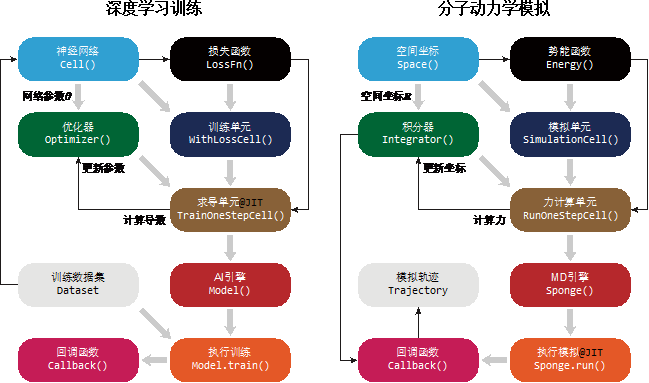 深度学习训练
神经网络
Cell()
损失函数
LossFn()
网络参数θ
优化器
Optimizer()
训练单元
WithLossCell()
更新参数
求导单元@JIT
TrainOneStepCell()
计算导数
训练数据集
Dataset
AI引擎
Model()
回调函数
Callback()
执行训练
Model.train()
分子动力学模拟
空间坐标
Space()
势能函数
Energy()
空间坐标R
积分器
Integrator()
模拟单元
SimulationCell()
更新坐标
力计算单元
RunOneStepCell()
计算力
模拟轨迹
Trajectory
MD引擎
Sponge()
回调函数
Callback()
执行模拟@JIT
Sponge.run()